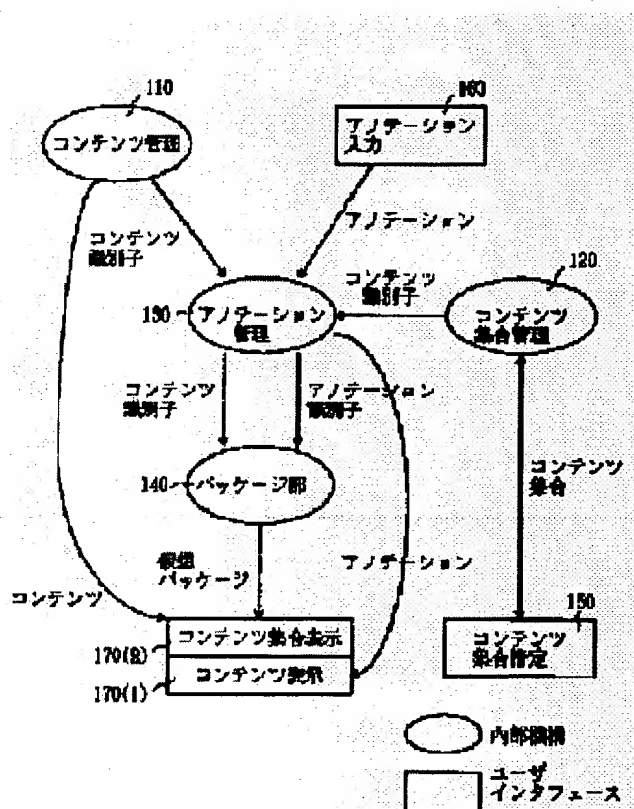 110
コンテンツ管理
160
アノテーション
入力
コンテンツ
識別子
アノテーション
コンテンツ
識別子
120
コンテンツ
集合管理
130
アノテーション
管理
コンテンツ
識別子
アノテーション
識別子
140
パッケージ部
コンテンツ
集合
仮想
パッケージ
アノテーション
コンテンツ
150
コンテンツ集合表示
170(2)
コンテンツ
集合指定
コンテンツ表示
170(1)
内部機構
ユーザ
インタフェース